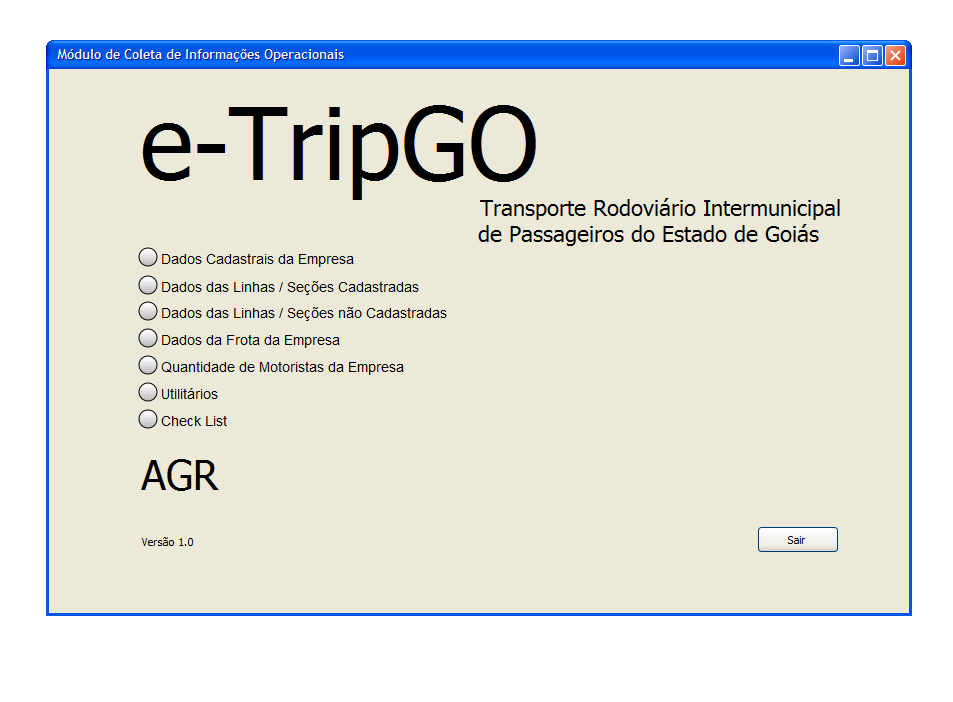 Módulo de Coleta de Informações Operacionais
e-TripGO
Transporte Rodoviário Intermunicipal
de Passageiros do Estado de Goiás
Dados Cadastrais da Empresa
Dados das Linhas / Seções Cadastradas
Dados das Linhas / Seções não Cadastradas
Dados da Frota da Empresa
Quantidade de Motoristas da Empresa
Utilitários
Check List
AGR
Versão 1.0
Sair